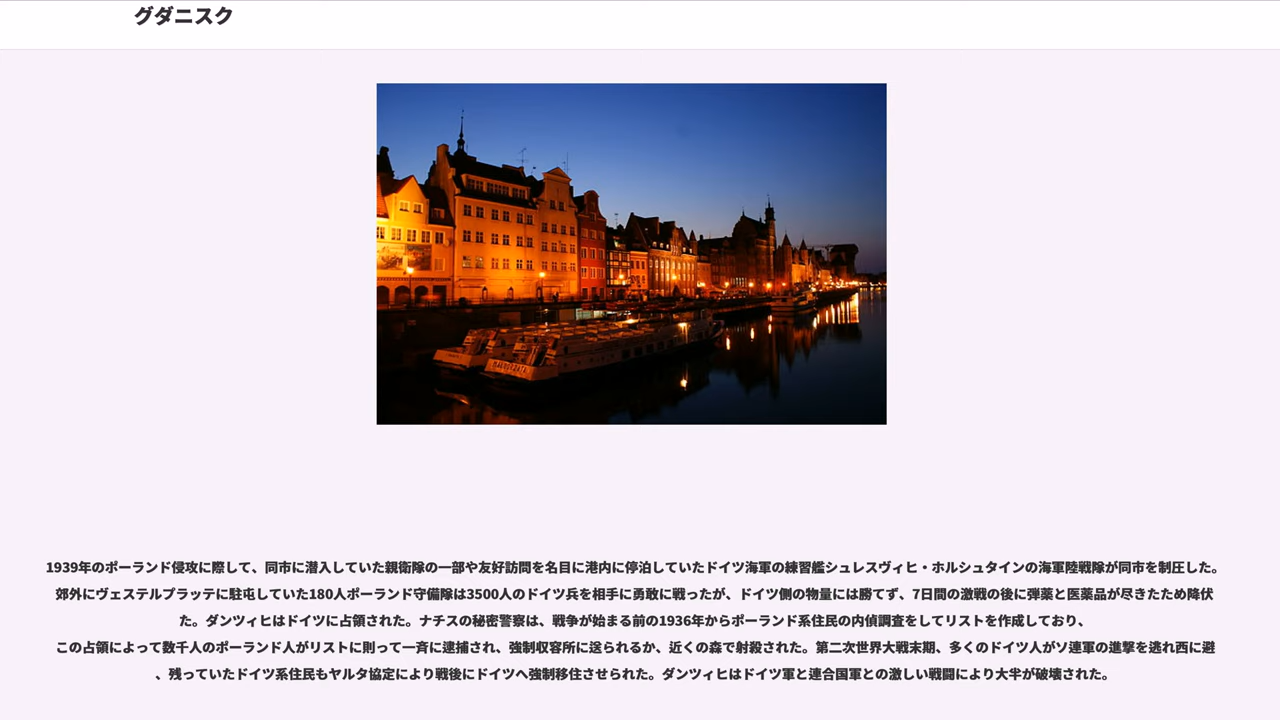 グダニスク
1939年のポーランド侵攻に際して、同市に潜入していた親衛隊の一部や友好訪問を名目に港内に停泊していたドイツ海軍の練習艦シュレスヴィヒ・ホルシュタインの海軍陸戦隊が同市を制圧した。
郊外にヴェステルプラッテに駐屯していた180人ポーランド守備隊は3500人のドイツ兵を相手に勇敢に戦ったが、ドイツ側の物量には勝てず、7日間の激戦の後に弾薬と医薬品が尽きたため降伏
た。ダンツィヒはドイツに占領された。ナチスの秘密警察は、戦争が始まる前の1936年からポーランド系住民の内偵調査をしてリストを作成しており、
この占領によって数千人のポーランド人がリストに則って一斉に逮捕され、強制収容所に送られるか、近くの森で射殺された。第二次世界大戦末期、多くのドイツ人がソ連軍の進撃を逃れ西に避
、残っていたドイツ系住民もヤルタ協定により戦後にドイツへ強制移住させられた。ダンツィヒはドイツ軍と連合国軍との激しい戦闘により大半が破壊された。